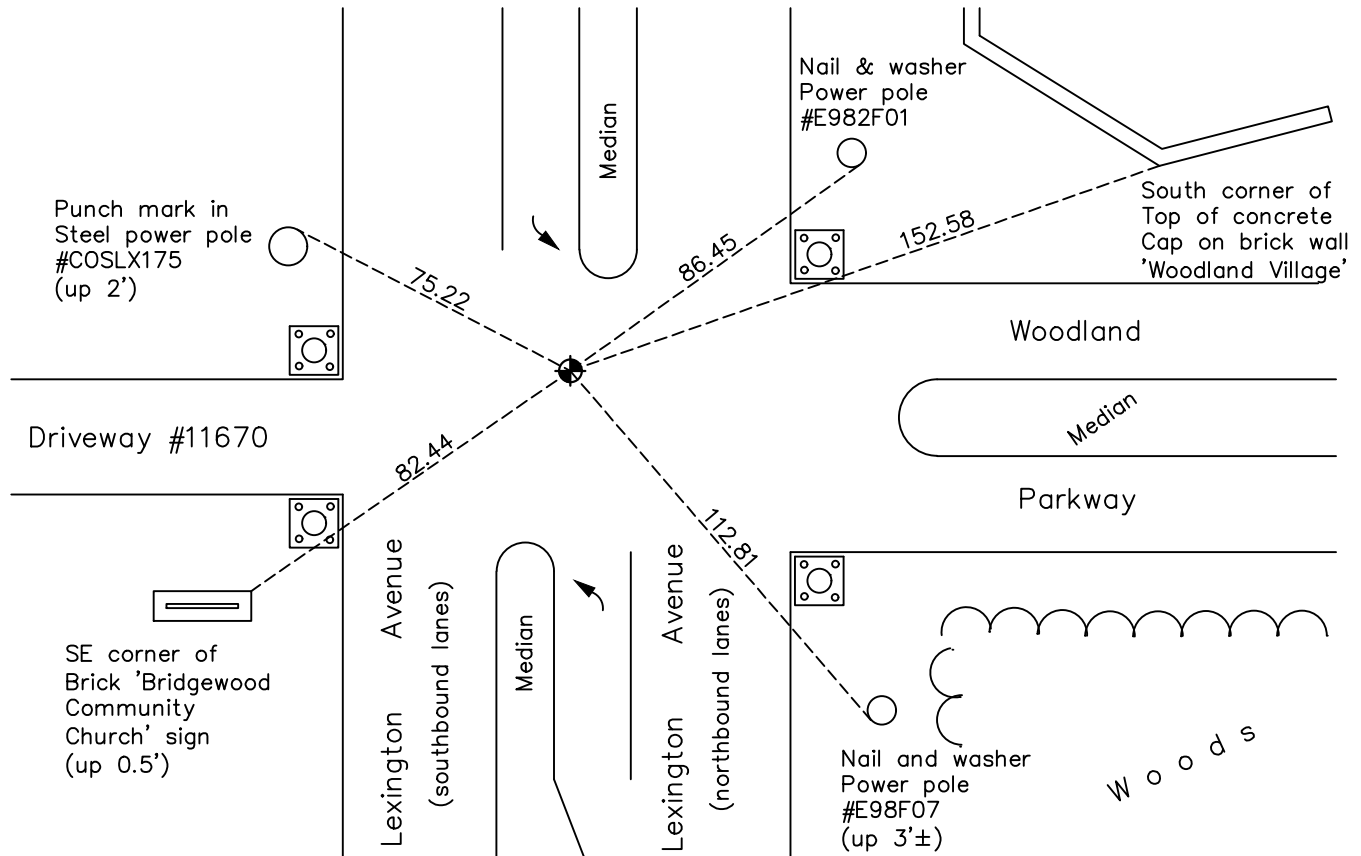 Nail & washer
Power pole
#E982F01
Median
Punch mark in
Steel power pole
#COSLX175
(up 2')
South corner of
Top of concrete
Cap on brick wall
'Woodland Village'
75.22
86.45
152.58
Woodland
Median
Driveway #11670
82.44
112.81
Parkway
SE corner of
Brick 'Bridgewood
Community
Church' sign
(up 0.5')
Lexington Avenue
(southbound lanes)
Median
Lexington Avenue
(northbound lanes)
Nail and washer
Power pole
#E98F07
(up 3'±)
Woods